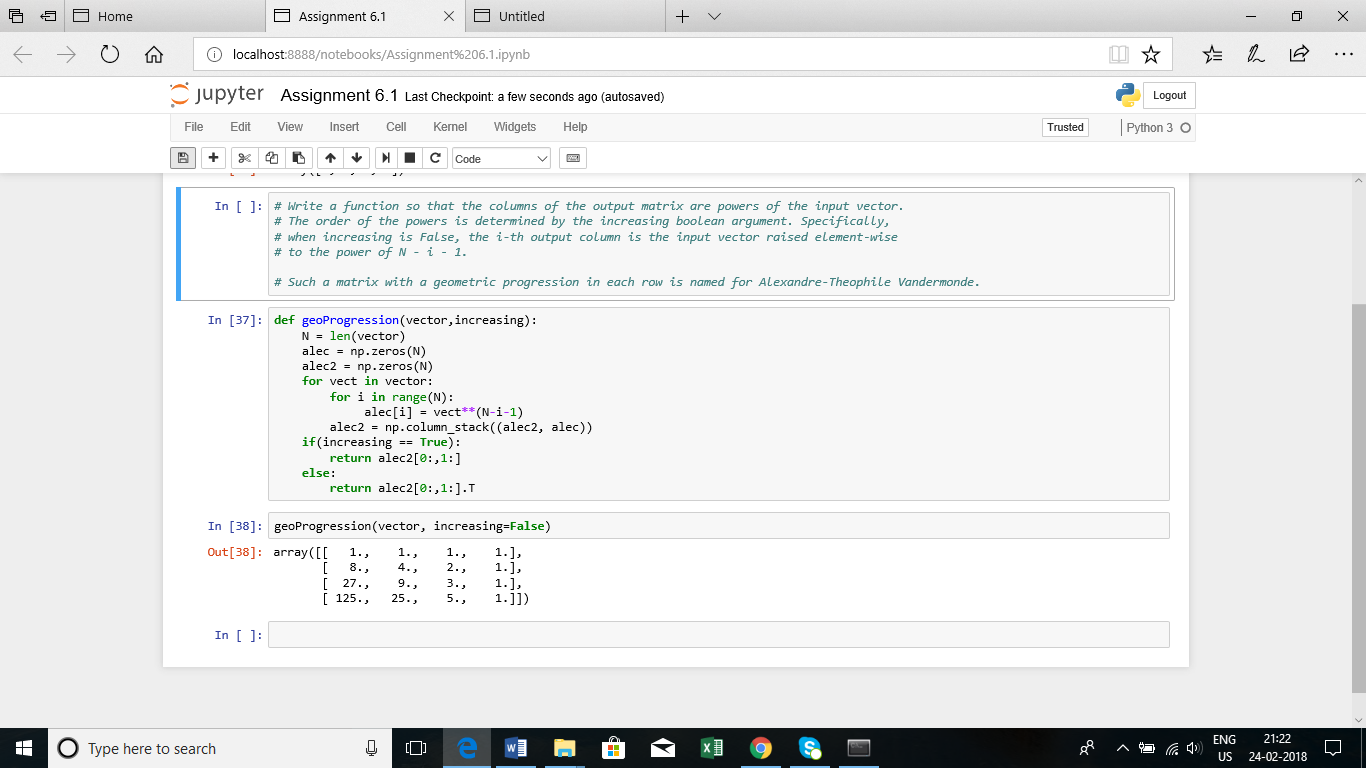 Home
Assignment 6.1
Untitled
localhost:8888/notebooks/Assignment%206.1.ipynb
jupyter Assignment 6.1 Last Checkpoint: a few seconds ago (autosaved)
Logout
File Edit View Insert Cell Kernel Widgets Help
Trusted
Python 3
Code
In [ ]:
# Write a function so that the columns of the output matrix are powers of the input vector.
# The order of the powers is determined by the increasing boolean argument. Specifically,
# when increasing is False, the i-th output column is the input vector raised element-wise
# to the power of N - i - 1.
# Such a matrix with a geometric progression in each row is named for Alexandre-Theophile Vandermonde.
In [37]:
def geoProgression(vector,increasing):
    N = len(vector)
    alec = np.zeros(N)
    alec2 = np.zeros(N)
    for vect in vector:
        for i in range(N):
             alec[i] = vect**(N-i-1)
        alec2 = np.column_stack((alec2, alec))
    if(increasing == True):
        return alec2[0:,1:]
    else:
        return alec2[0:,1:].T
In [38]:
geoProgression(vector, increasing=False)
Out[38]:
array([[   1.,    1.,    1.,    1.],
       [   8.,    4.,    2.,    1.],
       [  27.,    9.,    3.,    1.],
       [ 125.,   25.,    5.,    1.]])
In [ ]:
Type here to search
ENG
US
21:22
24-02-2018